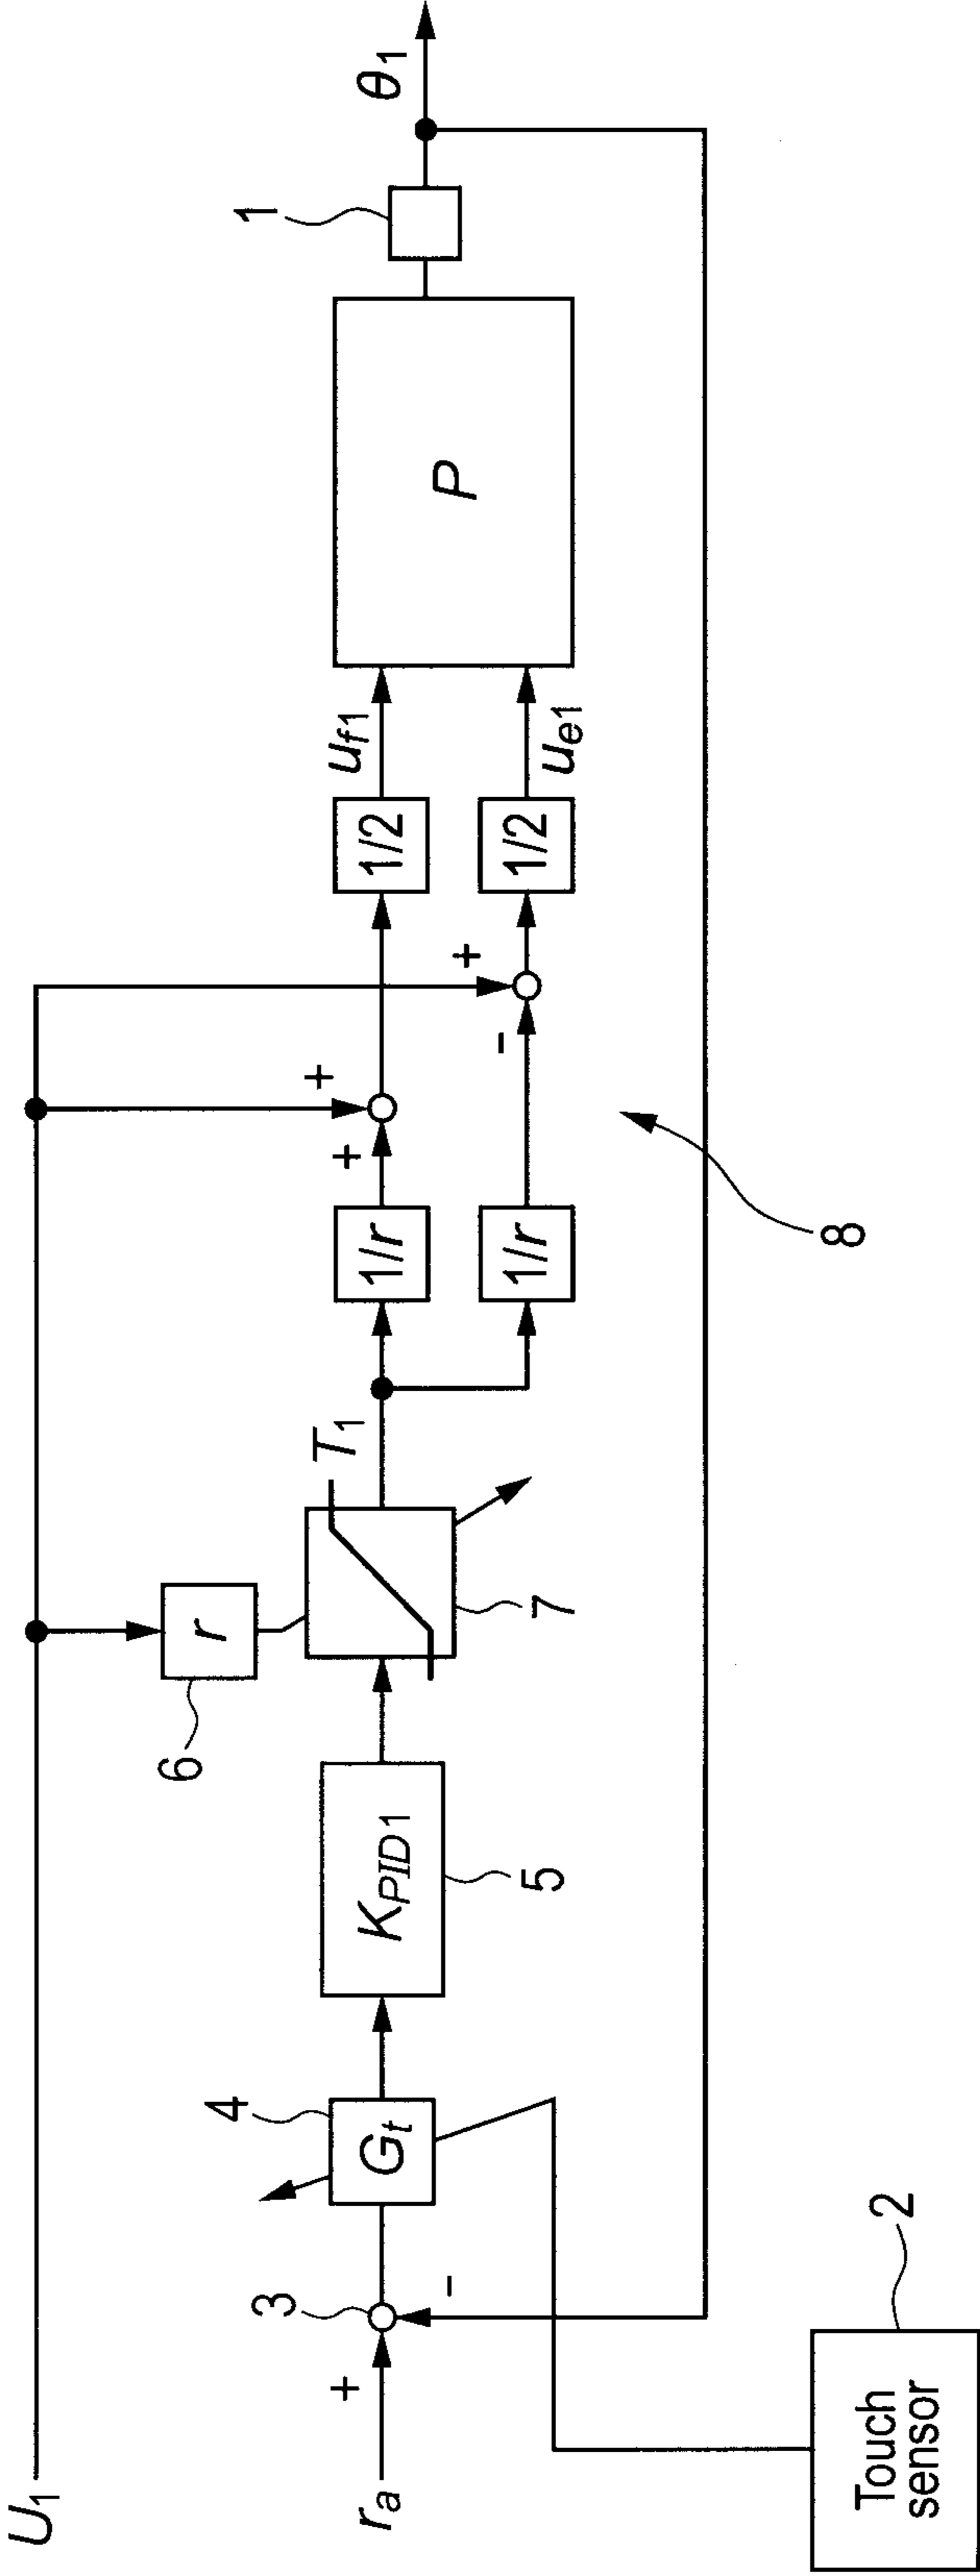 U1
6
r
1
4
T1
uf1
θ1
3
+
ra
+
Gt
KPID1
1/r
+
+
1/2
P
-
5
7
1/r
-
+
1/2
ue1
Touch
sensor
2
8